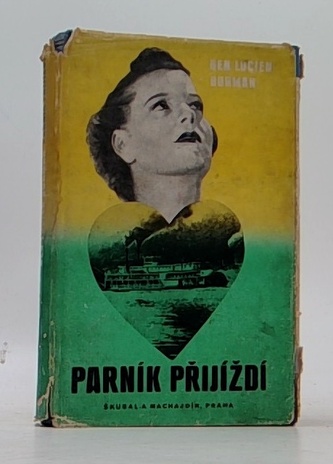 BEN LUCIEN
BURMAN
PARNÍK PŘIJÍŽDÍ
ŠKUBAL A MACHAJDÍK, PRAHA